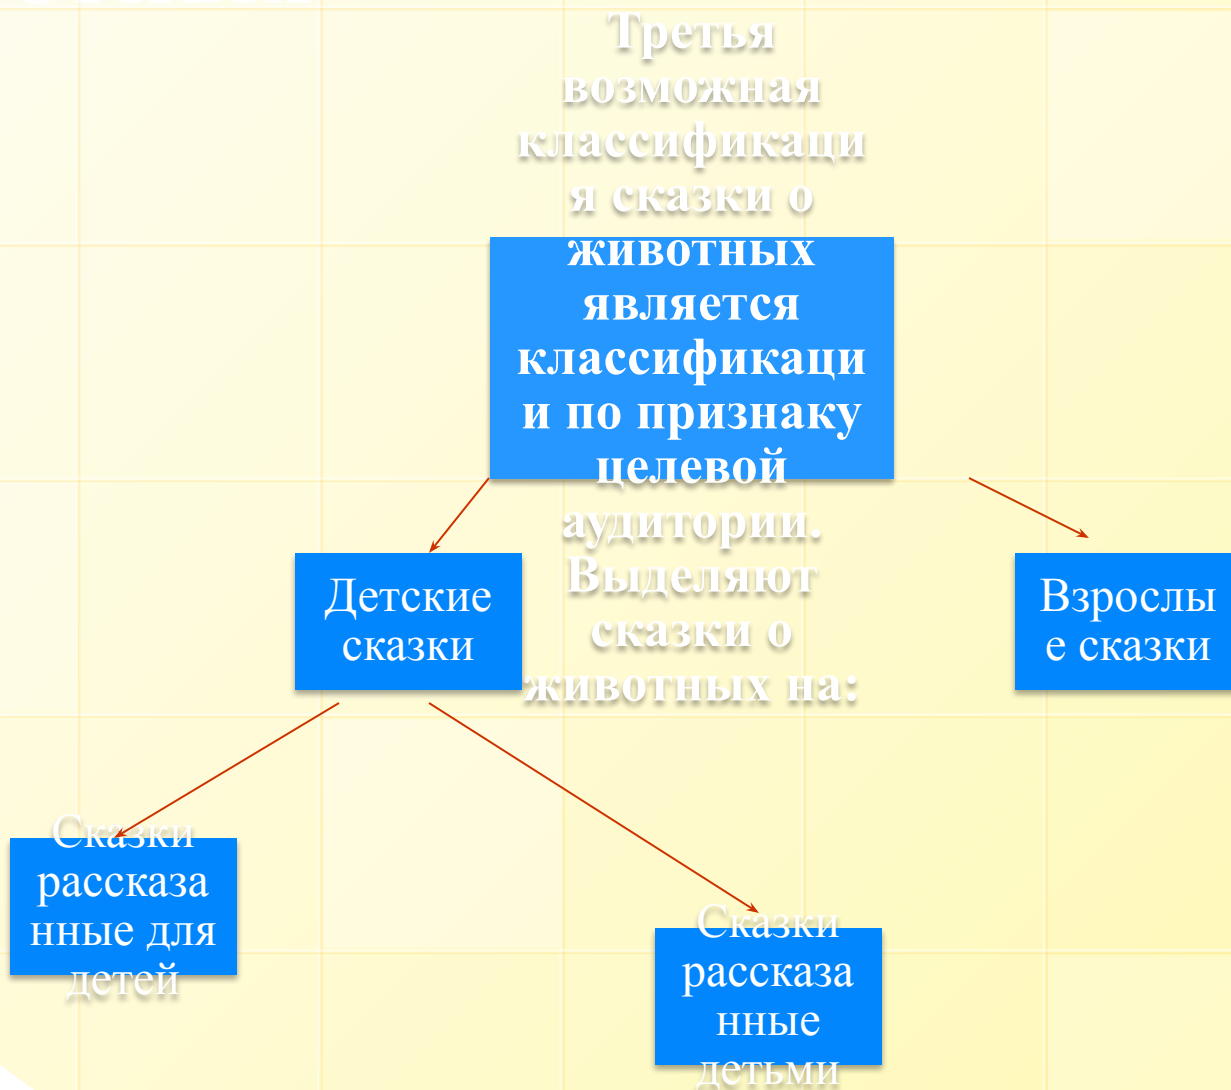 Третья
возможная
классификаци
я сказки о
животных
является
классификаци
и по признаку
целевой
аудитории.
Выделяют
сказки о
животных на:
Детские
сказки
Взрослы
е сказки
Сказки
рассказа
нные для
детей
Сказки
рассказа
нные
детьми